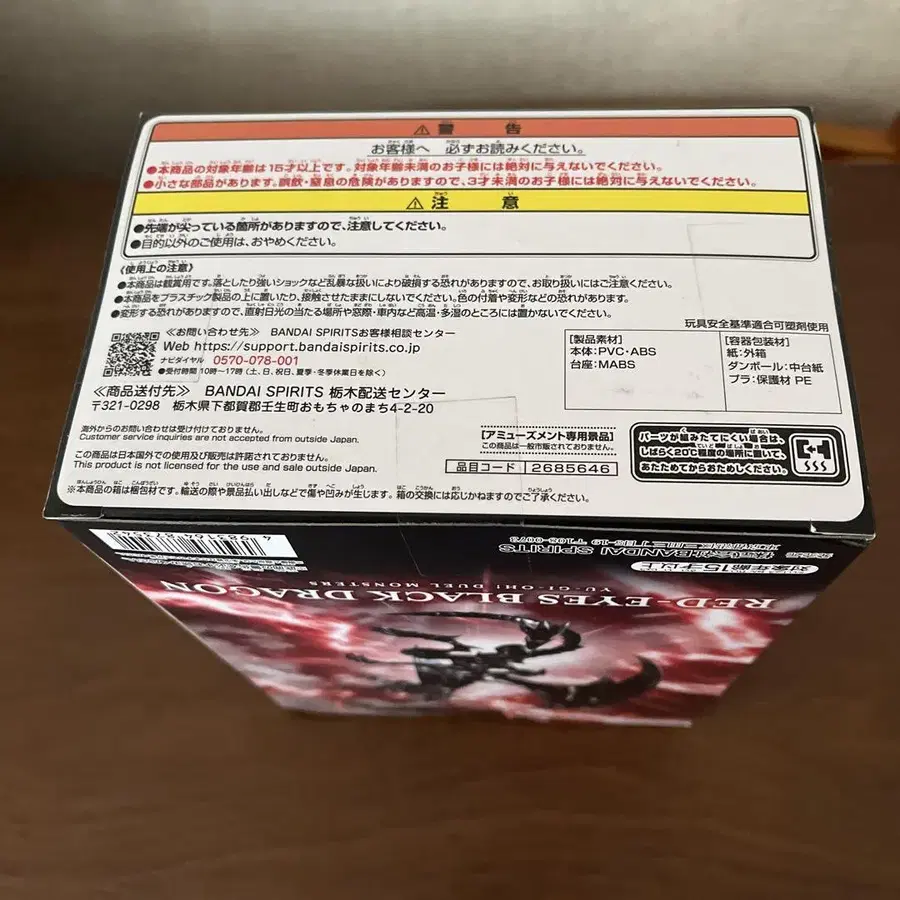 ⚠警告
お客様へ 必ずお読みください。
●本商品の対象年齢は15才以上です。対象年齢未満のお子様には絶対に与えないでください。
●小さな部品があります。誤飲・窒息の危険がありますので、3才未満のお子様には絶対に与えないでください。
⚠注意
●先端が尖っている箇所がありますので、注意してください。
●目的以外のご使用は、おやめください。
《使用上の注意》
●本商品は観賞用です。落としたり強いショックなど乱暴な扱いにより破損する恐れがありますので、お取り扱いにはご注意ください。
●本商品をプラスチック製品の上に置いたり、接触させたままにしないでください。色の付着や変形などの恐れがあります。
●変形する恐れがありますので、直射日光の当たる場所や窓際・車内など高温・多湿のところには置かないでください。
玩具安全基準適合可塑剤使用
≪お問い合わせ先≫ BANDAI SPIRITSお客様相談センター
Web https://support.bandaispirits.co.jp
ナビダイヤル 0570-078-001
●受付時間 10時～17時(土、日、祝日、夏季・冬季休業日を除く)
≪商品送付先≫ BANDAI SPIRITS 栃木配送センター
〒321-0298 栃木県下都賀郡壬生町おもちゃのまち4-2-20
[製品素材]
本体:PVC・ABS
台座:MABS
[容器包装材]
紙:外箱
ダンボール:中台紙
プラ:保護材 PE
海外からのお問い合わせは受け付けておりません。
Customer service inquiries are not accepted from outside Japan.
この商品は日本国外での使用及び販売は許諾されておりません。
This product is not licensed for the use and sale outside Japan.
[アミューズメント専用景品]
この商品は一般市販されておりません。
品目コード 2685646
パーツが組みたてにくい場合は、
しばらく20℃程度の場所に置いて、
あたためてからおためしください。
※本商品の箱は梱包材です。輸送の際や景品払い出しなどで傷や凹みが生じます。箱の交換には応じかねますのでご了承ください。
対象年齢15才以上
株式会社BANDAI SPIRITS
YU-GI-OH! DUEL MONSTERS
RED-EYES BLACK DRAGON